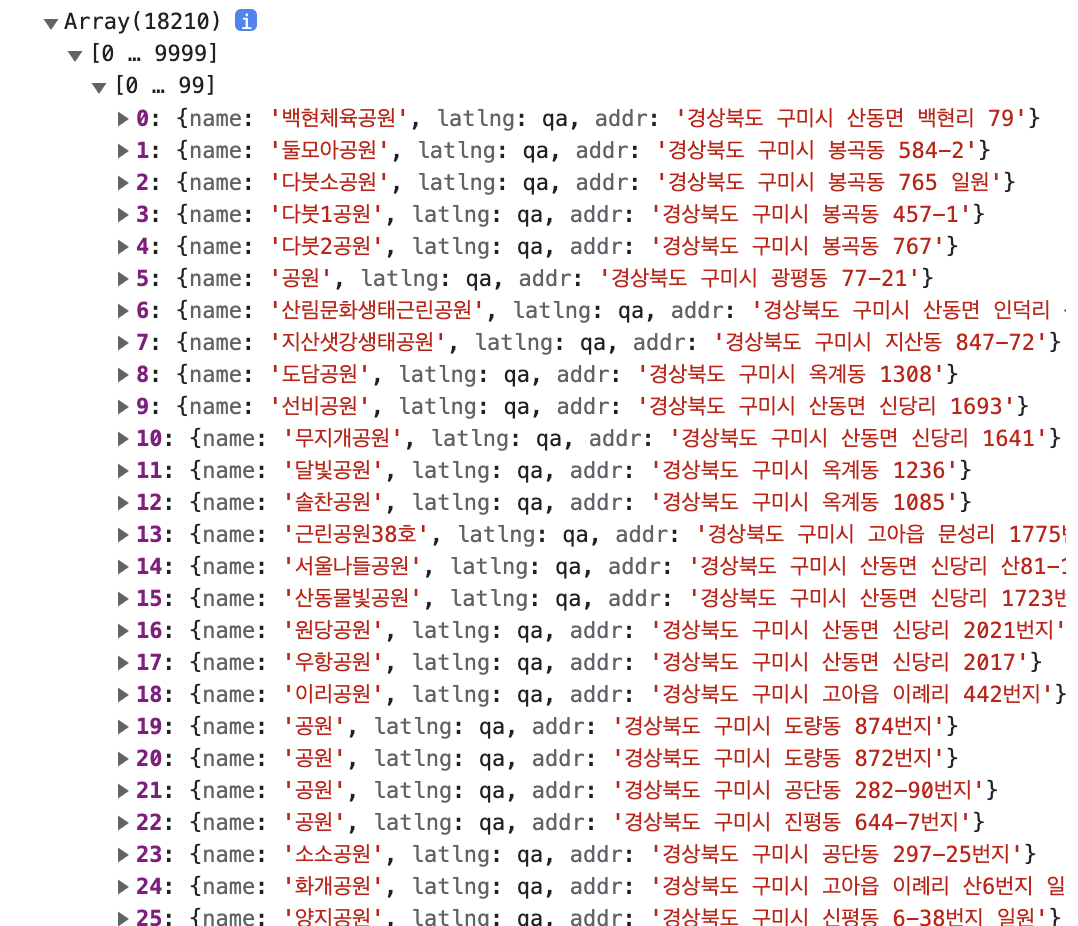 Array(18210) i
[0 … 9999]
[0 … 99]
0: {name: '백현체육공원', latlng: qa, addr: '경상북도 구미시 산동면 백현리 79'}
1: {name: '둘모아공원', latlng: qa, addr: '경상북도 구미시 봉곡동 584-2'}
2: {name: '다붓소공원', latlng: qa, addr: '경상북도 구미시 봉곡동 765 일원'}
3: {name: '다붓1공원', latlng: qa, addr: '경상북도 구미시 봉곡동 457-1'}
4: {name: '다붓2공원', latlng: qa, addr: '경상북도 구미시 봉곡동 767'}
5: {name: '공원', latlng: qa, addr: '경상북도 구미시 광평동 77-21'}
6: {name: '산림문화생태근린공원', latlng: qa, addr: '경상북도 구미시 산동면 인덕리
7: {name: '지산샛강생태공원', latlng: qa, addr: '경상북도 구미시 지산동 847-72'}
8: {name: '도담공원', latlng: qa, addr: '경상북도 구미시 옥계동 1308'}
9: {name: '선비공원', latlng: qa, addr: '경상북도 구미시 산동면 신당리 1693'}
10: {name: '무지개공원', latlng: qa, addr: '경상북도 구미시 산동면 신당리 1641'}
11: {name: '달빛공원', latlng: qa, addr: '경상북도 구미시 옥계동 1236'}
12: {name: '솔찬공원', latlng: qa, addr: '경상북도 구미시 옥계동 1085'}
13: {name: '근린공원38호', latlng: qa, addr: '경상북도 구미시 고아읍 문성리 1775번
14: {name: '서울나들공원', latlng: qa, addr: '경상북도 구미시 산동면 신당리 산81-1
15: {name: '산동물빛공원', latlng: qa, addr: '경상북도 구미시 산동면 신당리 1723번
16: {name: '원당공원', latlng: qa, addr: '경상북도 구미시 산동면 신당리 2021번지'
17: {name: '우항공원', latlng: qa, addr: '경상북도 구미시 산동면 신당리 2017'}
18: {name: '이리공원', latlng: qa, addr: '경상북도 구미시 고아읍 이례리 442번지'}
19: {name: '공원', latlng: qa, addr: '경상북도 구미시 도량동 874번지'}
20: {name: '공원', latlng: qa, addr: '경상북도 구미시 도량동 872번지'}
21: {name: '공원', latlng: qa, addr: '경상북도 구미시 공단동 282-90번지'}
22: {name: '공원', latlng: qa, addr: '경상북도 구미시 진평동 644-7번지'}
23: {name: '소소공원', latlng: qa, addr: '경상북도 구미시 공단동 297-25번지'}
24: {name: '화개공원', latlng: qa, addr: '경상북도 구미시 고아읍 이례리 산6번지 일
25: {name: '양지공원', latlng: qa, addr: '경상북도 구미시 신평동 6-38번지 일원'}